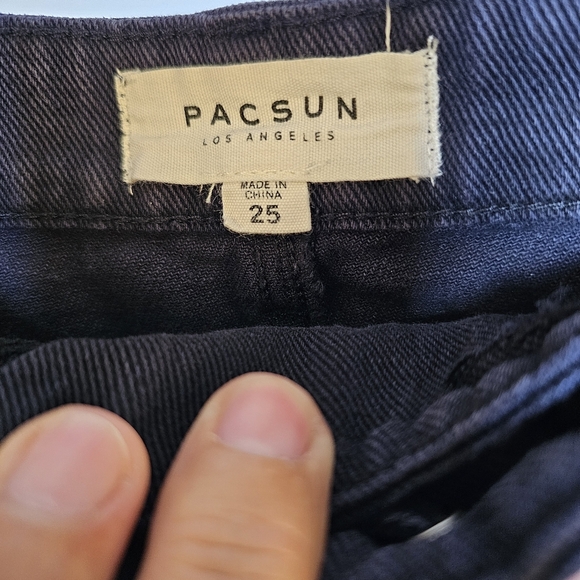 PACSUN
LOS ANGELES
MADE IN
CHINA
25